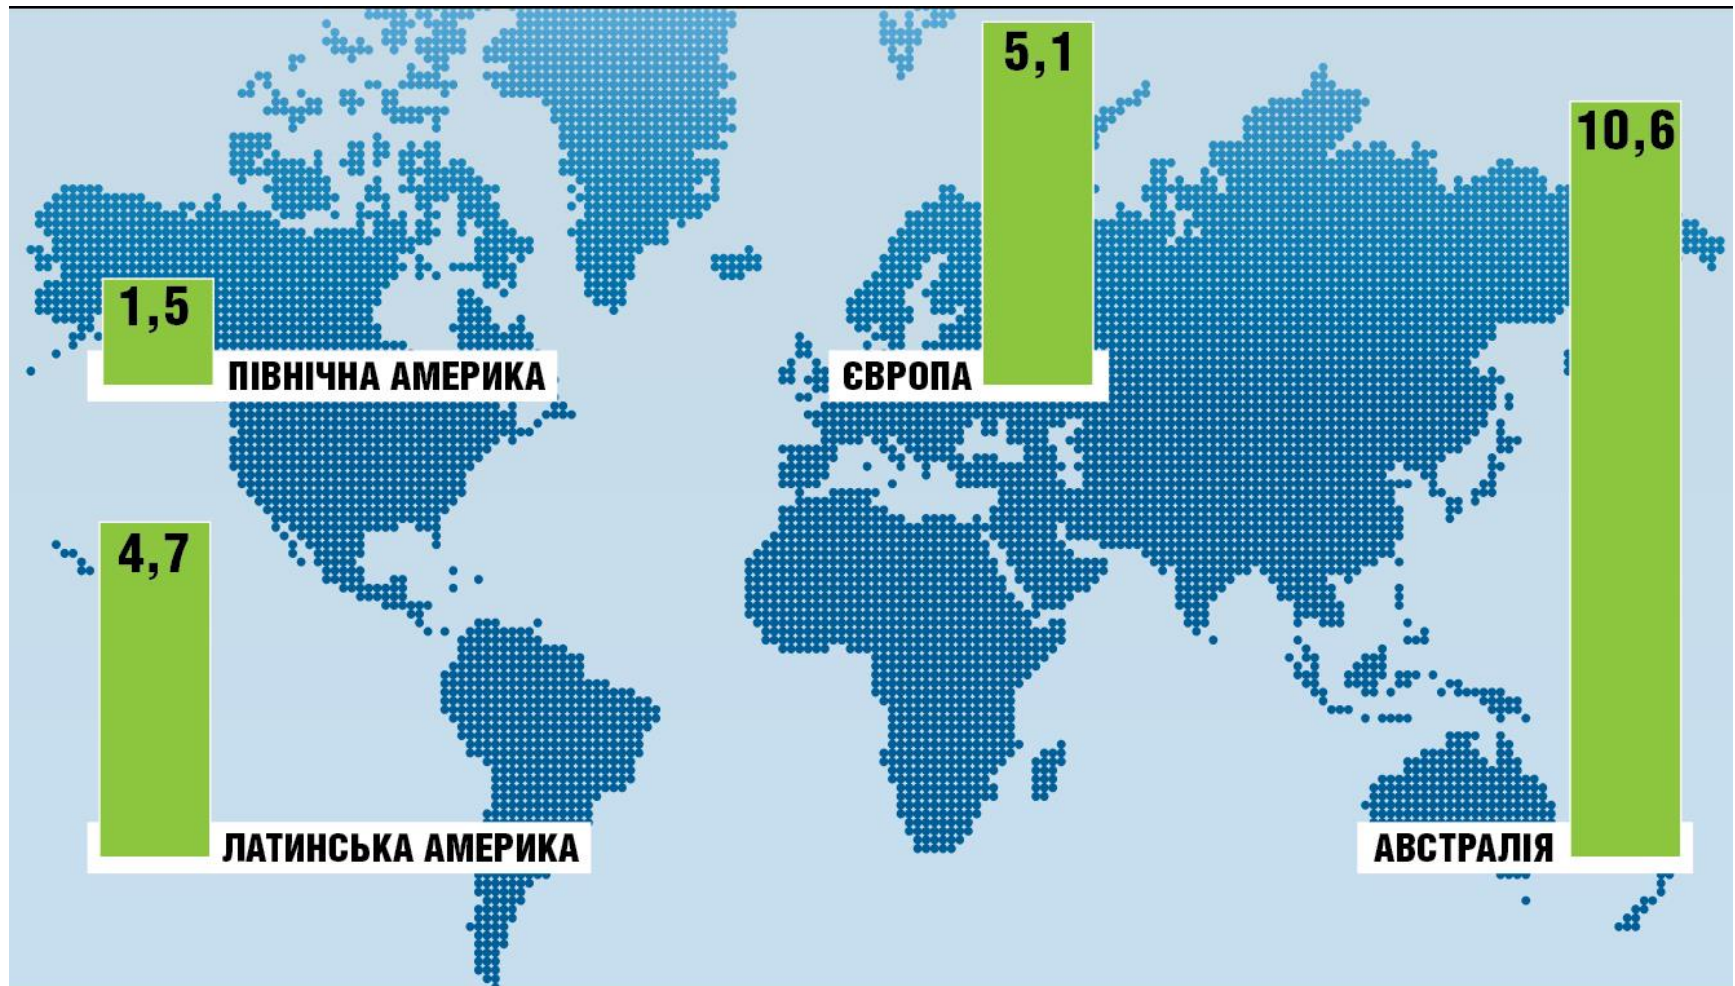 5,1
10,6
1,5
ПІВНІЧНА АМЕРИКА
ЄВРОПА
4,7
ЛАТИНСЬКА АМЕРИКА
АВСТРАЛІЯ